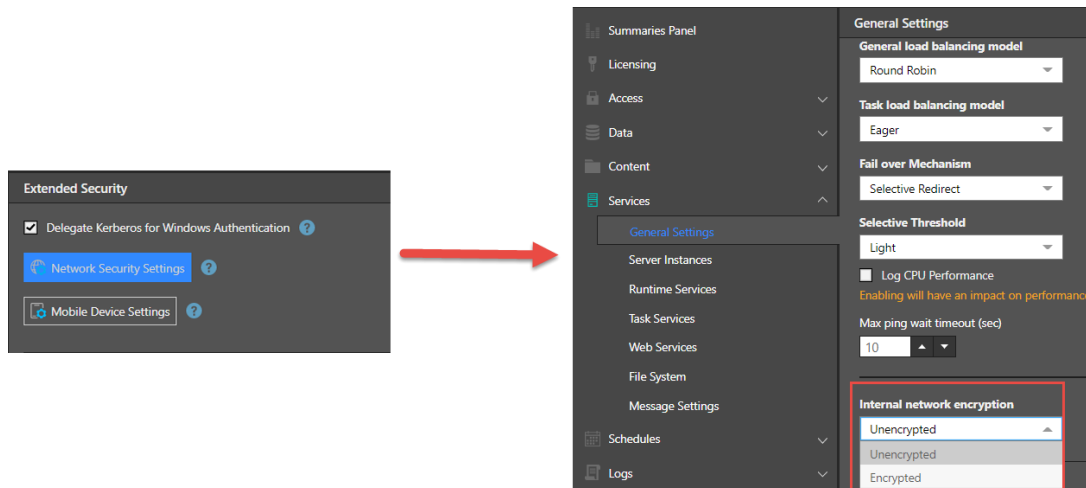 Extended Security
Delegate Kerberos for Windows Authentication ?
Network Security Settings ?
Mobile Device Settings ?
Summaries Panel
Licensing
Access
Data
Content
Services
General Settings
Server Instances
Runtime Services
Task Services
Web Services
File System
Message Settings
Schedules
Logs
General Settings
General load balancing model
Round Robin
Task load balancing model
Eager
Fail over Mechanism
Selective Redirect
Selective Threshold
Light
Log CPU Performance
Enabling will have an impact on performance
Max ping wait timeout (sec)
10
Internal network encryption
Unencrypted
Unencrypted
Encrypted